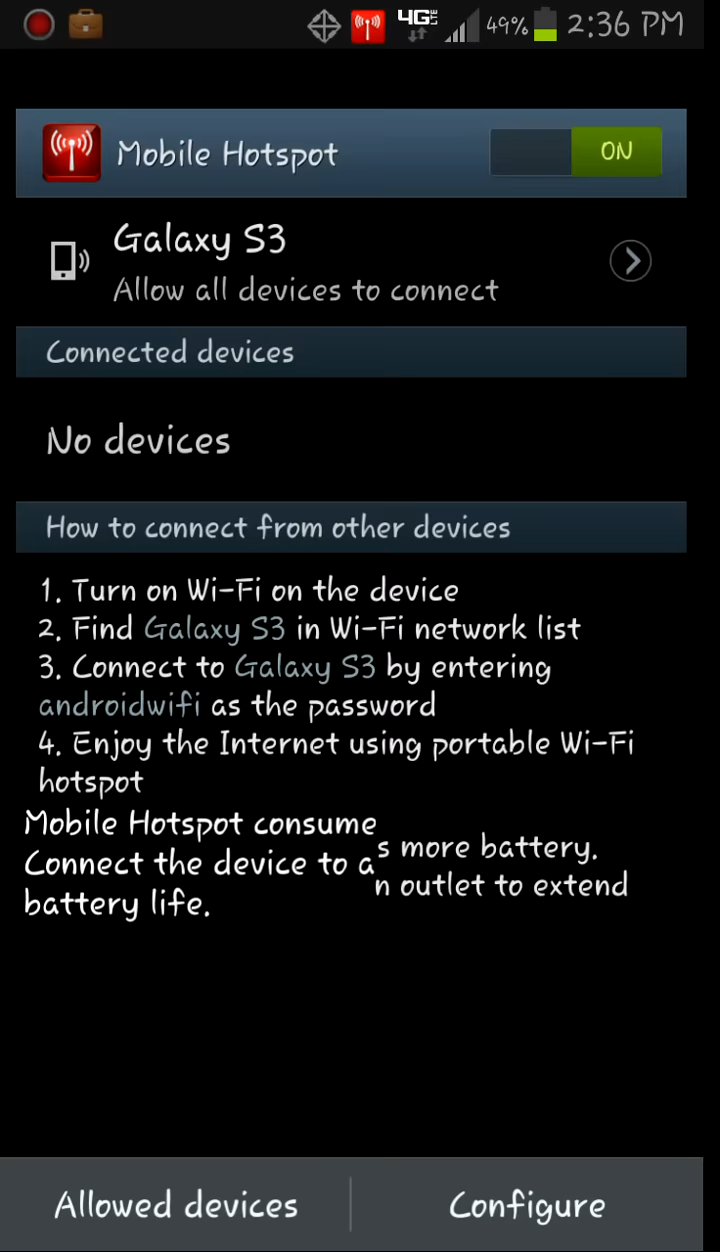 4G LTE 49% 2:36 PM
Mobile Hotspot ON
Galaxy S3
Allow all devices to connect
Connected devices
No devices
How to connect from other devices
1. Turn on Wi-Fi on the device
2. Find Galaxy S3 in Wi-Fi network list
3. Connect to Galaxy S3 by entering
androidwifi as the password
4. Enjoy the Internet using portable Wi-Fi
hotspot
Mobile Hotspot consumes more battery.
Connect the device to an outlet to extend
battery life.
Allowed devices Configure